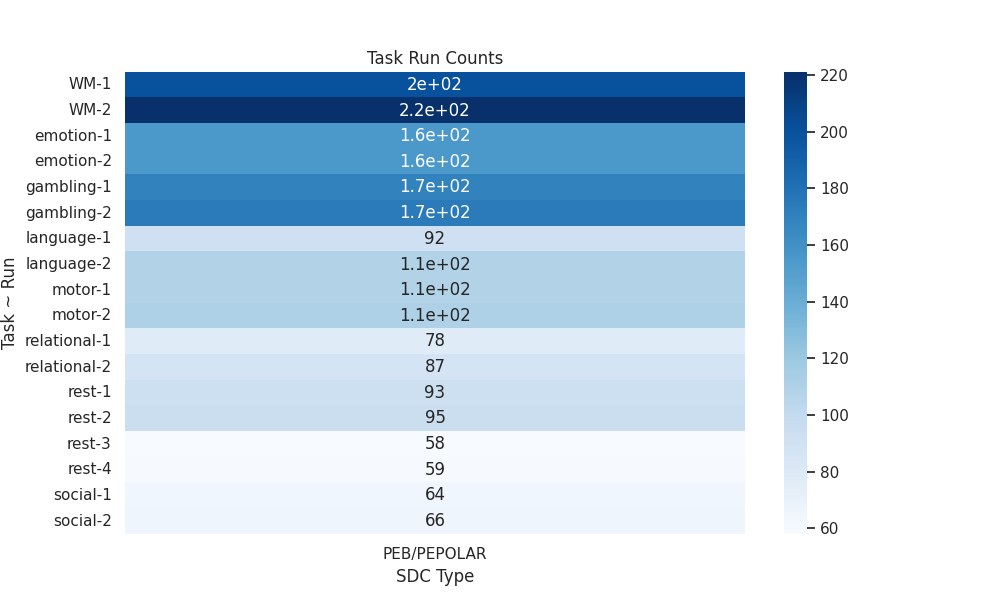 Task Run Counts
Task ~ Run
WM-1 2e+02
WM-2 2.2e+02
emotion-1 1.6e+02
emotion-2 1.6e+02
gambling-1 1.7e+02
gambling-2 1.7e+02
language-1 92
language-2 1.1e+02
motor-1 1.1e+02
motor-2 1.1e+02
relational-1 78
relational-2 87
rest-1 93
rest-2 95
rest-3 58
rest-4 59
social-1 64
social-2 66
PEB/PEPOLAR
SDC Type
220
200
180
160
140
120
100
80
60